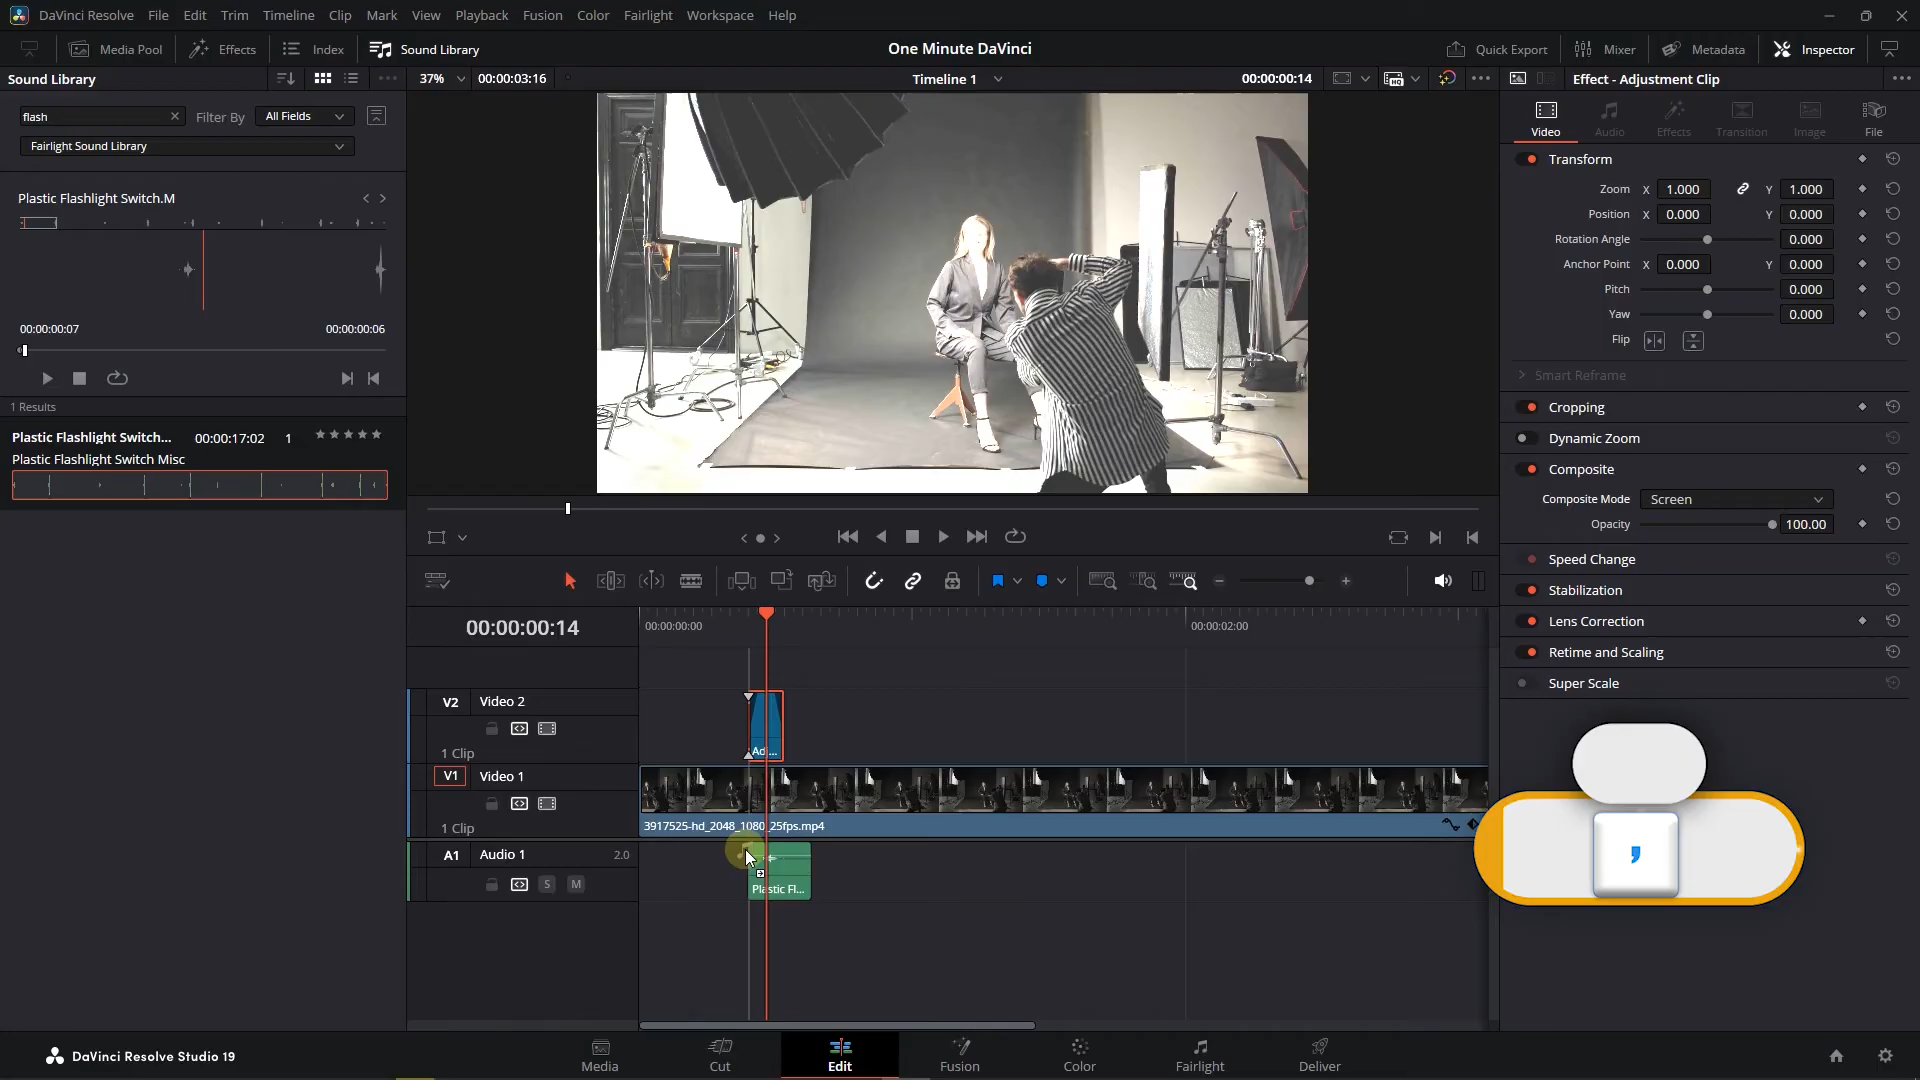 DaVinci Resolve File Edit Trim Timeline Clip Mark View Playback Fusion Color Fairlight Workspace Help
Media Pool Effects Index Sound Library One Minute DaVinci Quick Export Mixer Metadata Inspector
Sound Library 37% 00:00:03:16 Timeline 1 00:00:00:14 Effect - Adjustment Clip
flash Filter By All Fields
Fairlight Sound Library
Video Audio Effects Transition Image File
Plastic Flashlight Switch.M
00:00:00:07 00:00:00:06
1 Results
Plastic Flashlight Switch... 00:00:17:02 1
Plastic Flashlight Switch Misc
Transform
Zoom X 1.000 Y 1.000
Position X 0.000 Y 0.000
Rotation Angle 0.000
Anchor Point X 0.000 Y 0.000
Pitch 0.000
Yaw 0.000
Flip
Smart Reframe
Cropping
Dynamic Zoom
Composite
Composite Mode Screen
Opacity 100.00
Speed Change
Stabilization
Lens Correction
Retime and Scaling
Super Scale
00:00:00:14 00:00:00:00 00:00:02:00
V2 Video 2
1 Clip Ad...
V1 Video 1
1 Clip 3917525-hd_2048_1080_25fps.mp4
A1 Audio 1 2.0
S M Plastic Fl...
,
DaVinci Resolve Studio 19 Media Cut Edit Fusion Color Fairlight Deliver